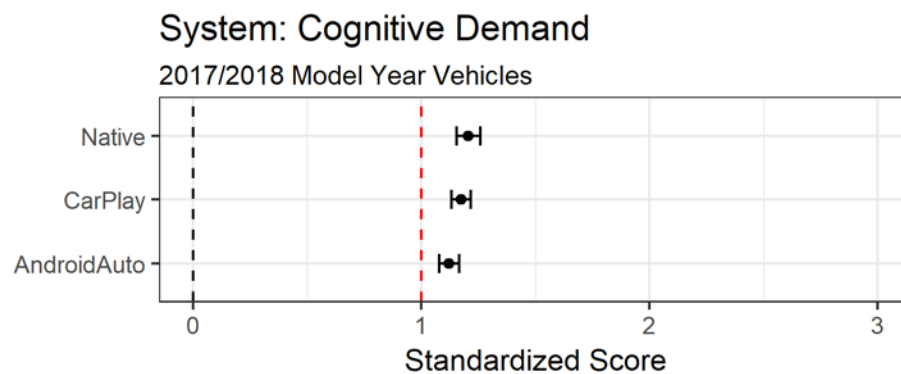 System: Cognitive Demand
2017/2018 Model Year Vehicles
Native
CarPlay
AndroidAuto
0 1 2 3
Standardized Score